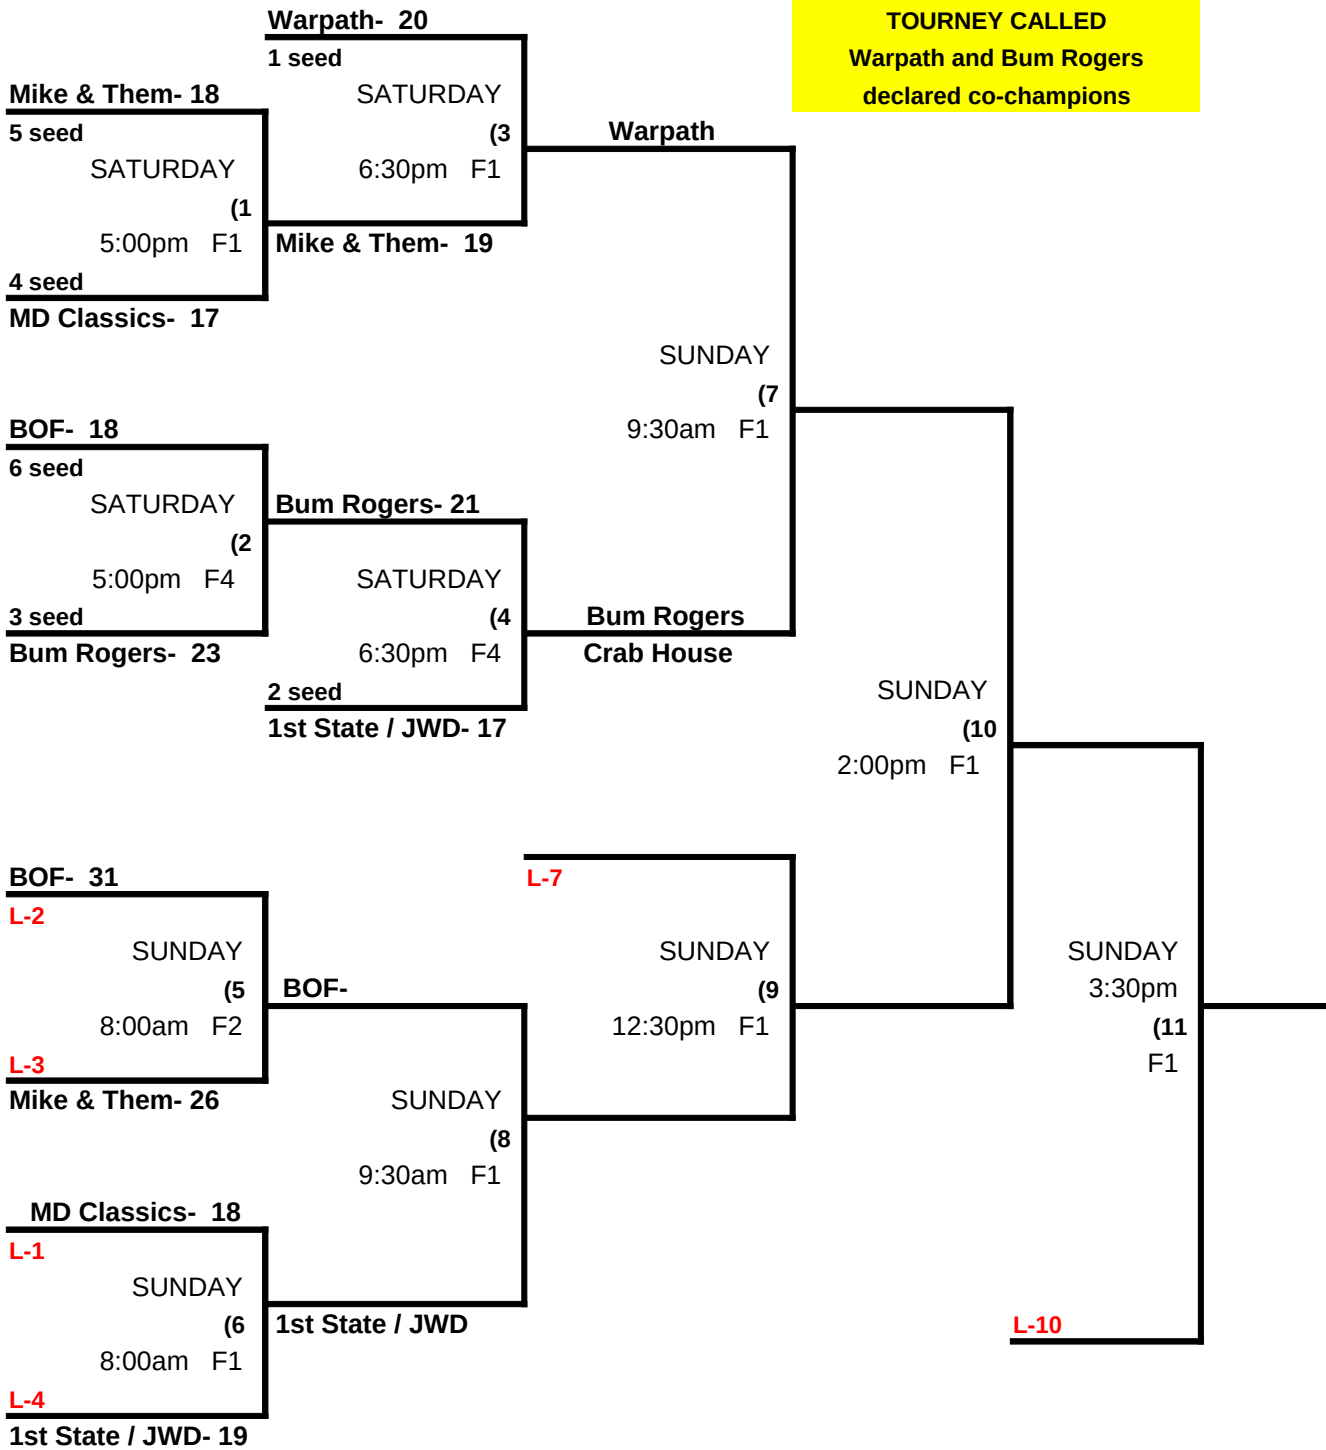 Warpath- 20
1 seed
TOURNEY CALLED
Warpath and Bum Rogers
declared co-champions
Mike & Them- 18
5 seed
SATURDAY
(3
6:30pm F1
Warpath
SATURDAY
(1
5:00pm F1
Mike & Them- 19
4 seed
MD Classics- 17
SUNDAY
(7
9:30am F1
BOF- 18
6 seed
SATURDAY
(2
5:00pm F4
Bum Rogers- 21
3 seed
Bum Rogers- 23
SATURDAY
(4
6:30pm F4
Bum Rogers
Crab House
2 seed
1st State / JWD- 17
SUNDAY
(10
2:00pm F1
BOF- 31
L-2
L-7
SUNDAY
(5
8:00am F2
BOF-
SUNDAY
(9
12:30pm F1
SUNDAY
3:30pm
(11
F1
L-3
Mike & Them- 26
SUNDAY
(8
9:30am F1
MD Classics- 18
L-1
SUNDAY
(6
8:00am F1
1st State / JWD
L-10
L-4
1st State / JWD- 19